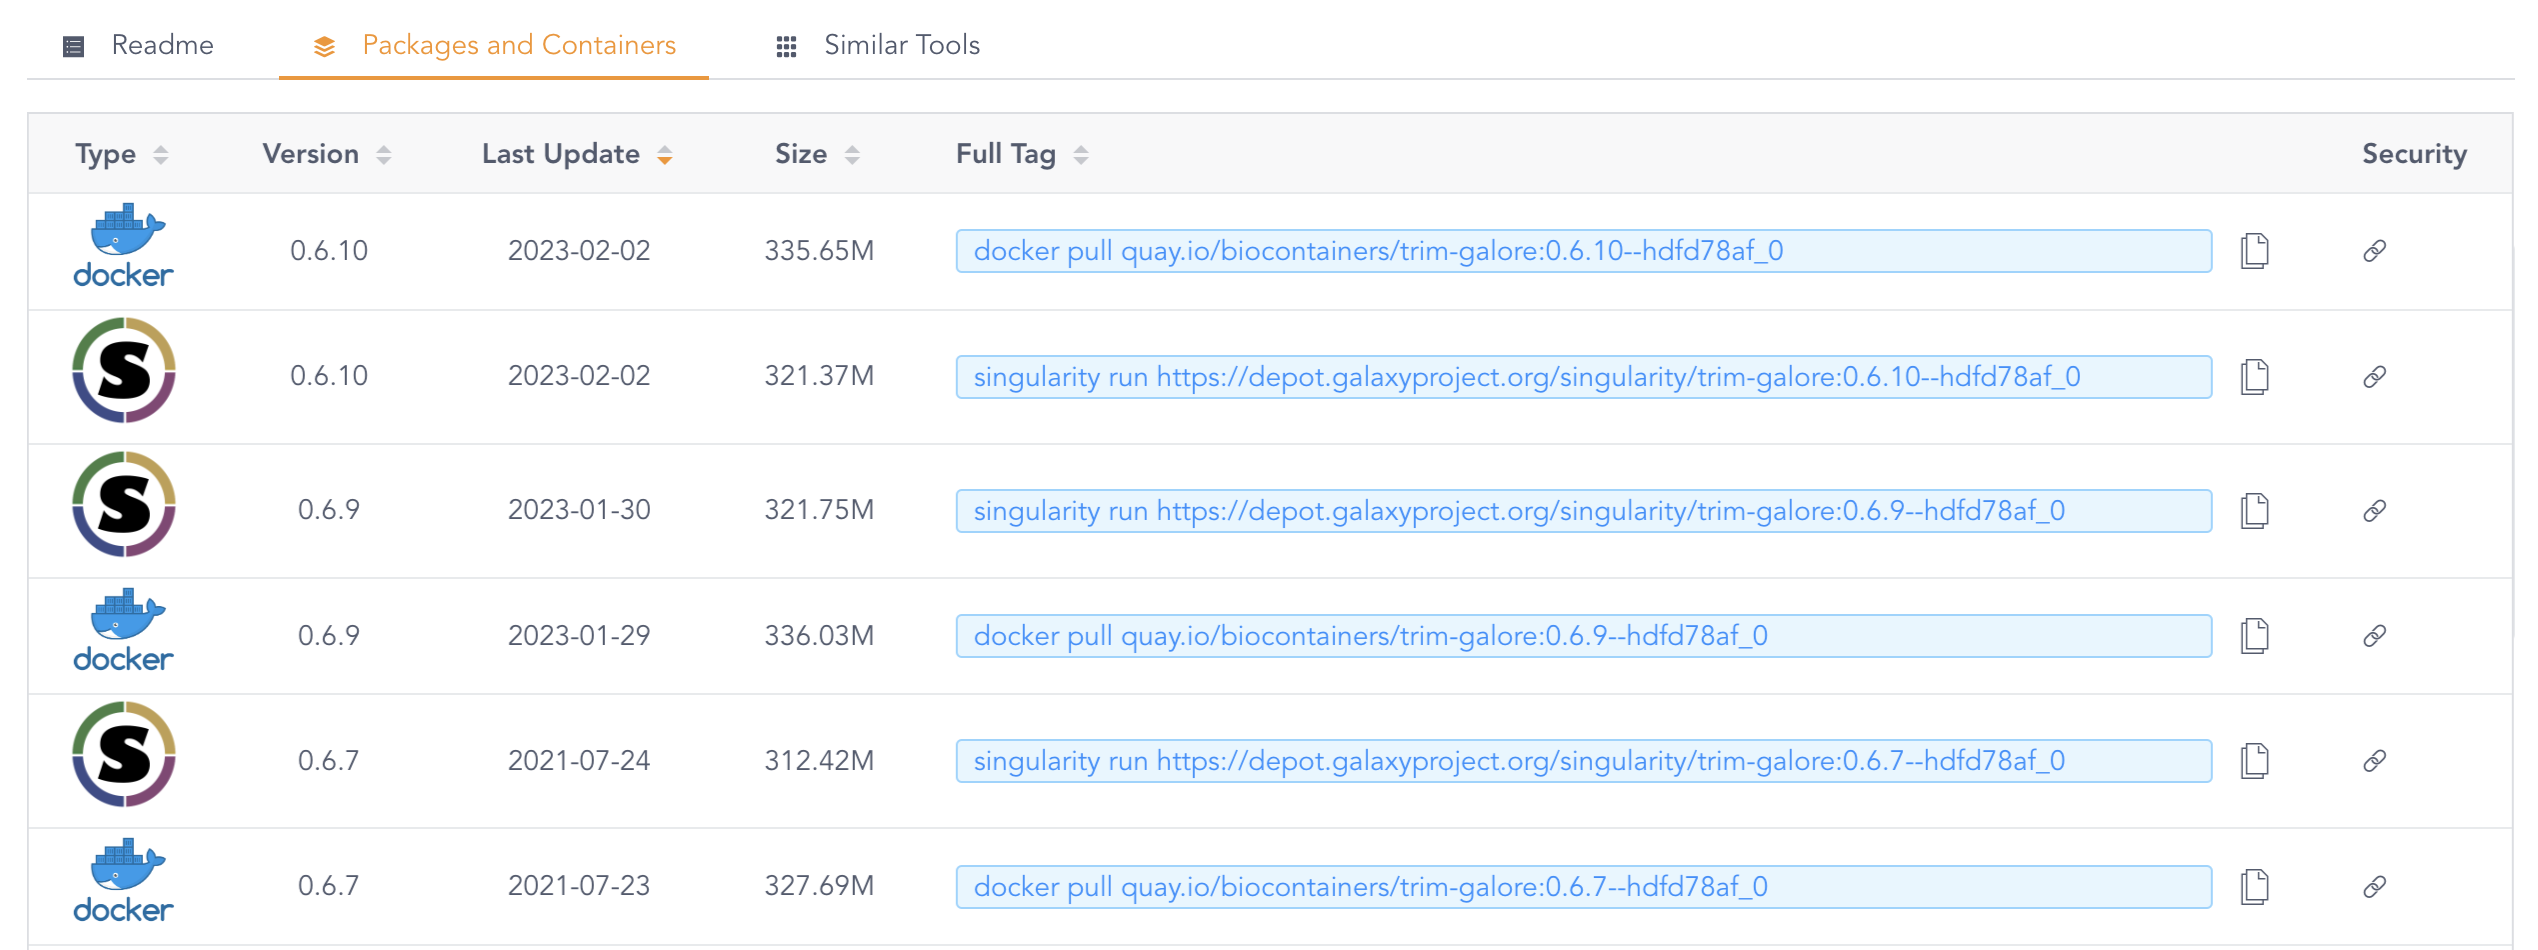 Readme Packages and Containers Similar Tools
Type Version Last Update Size Full Tag Security
docker 0.6.10 2023-02-02 335.65M docker pull quay.io/biocontainers/trim-galore:0.6.10--hdfd78af_0
S 0.6.10 2023-02-02 321.37M singularity run https://depot.galaxyproject.org/singularity/trim-galore:0.6.10--hdfd78af_0
S 0.6.9 2023-01-30 321.75M singularity run https://depot.galaxyproject.org/singularity/trim-galore:0.6.9--hdfd78af_0
docker 0.6.9 2023-01-29 336.03M docker pull quay.io/biocontainers/trim-galore:0.6.9--hdfd78af_0
S 0.6.7 2021-07-24 312.42M singularity run https://depot.galaxyproject.org/singularity/trim-galore:0.6.7--hdfd78af_0
docker 0.6.7 2021-07-23 327.69M docker pull quay.io/biocontainers/trim-galore:0.6.7--hdfd78af_0